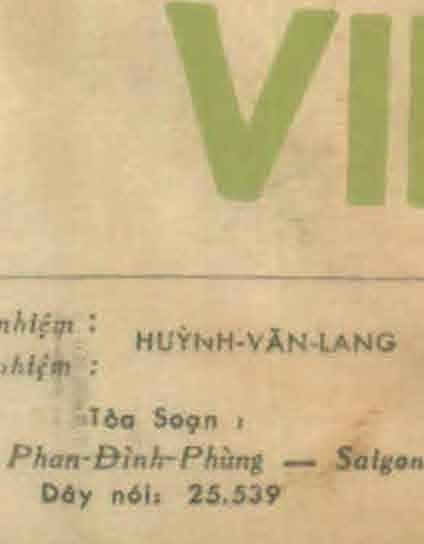 VI
nhiệm :
HUỲNH-VĂN-LANG
nhiệm :
Tòa Soạn :
Phan-Đình-Phùng — Saigon
Dây nói: 25.539